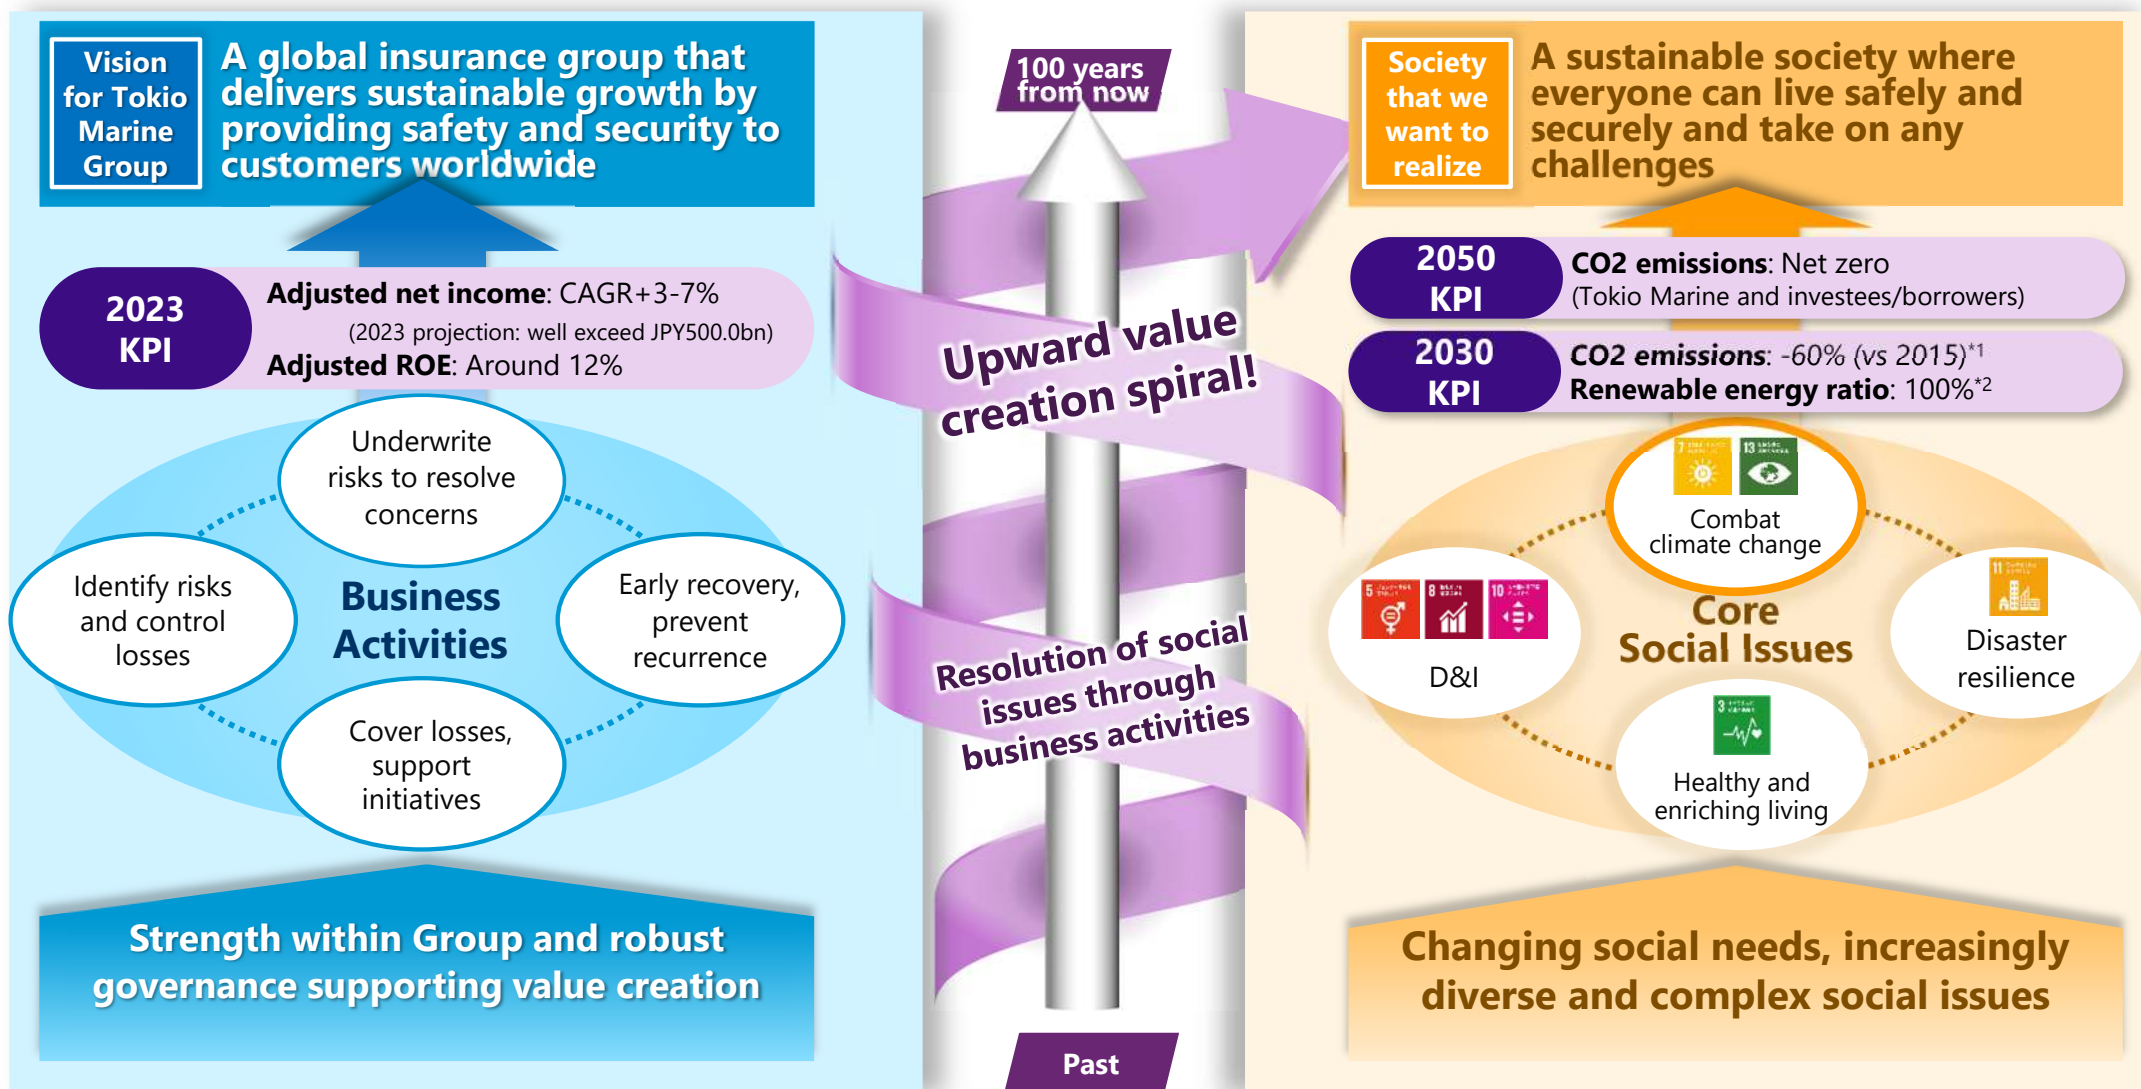 Vision
for Tokio
Marine
Group
A global insurance group that
delivers sustainable growth by
providing safety and security to
customers worldwide
2023
KPI
Adjusted net income: CAGR+3-7%
(2023 projection: well exceed JPY500.0bn)
Adjusted ROE: Around 12%
Underwrite
risks to resolve
concerns
Identify risks
and control
losses
Business
Activities
Early recovery,
prevent
recurrence
Cover losses,
support
initiatives
Strength within Group and robust
governance supporting value creation
100 years
from now
Upward value
creation spiral!
Resolution of social
issues through
business activities
Past
Society
that we
want to
realize
A sustainable society where
everyone can live safely and
securely and take on any
challenges
2050
KPI
CO2 emissions: Net zero
(Tokio Marine and investees/borrowers)
2030
KPI
CO2 emissions: -60% (vs 2015)*1
Renewable energy ratio: 100%*2
7
13
Combat
climate change
5
8
10
D&I
Core
Social Issues
11
Disaster
resilience
3
Healthy and
enriching living
Changing social needs, increasingly
diverse and complex social issues